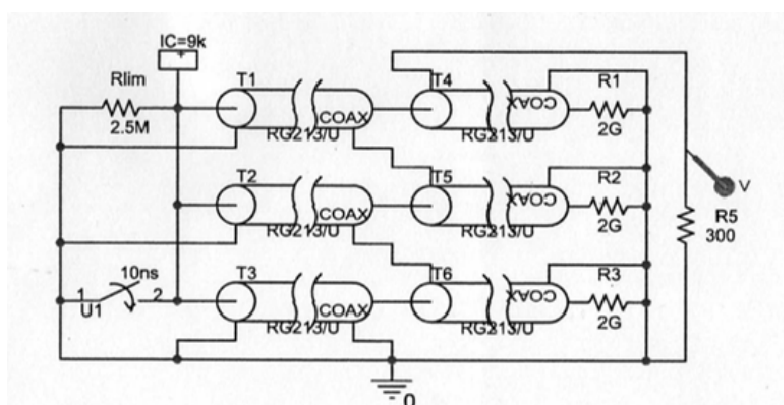 IC=9k
+
Rlim
2.5M
T1
COAX
RG213/U
T4
COAX
RG213/U
R1
2G
T2
COAX
RG213/U
T5
COAX
RG213/U
R2
2G
V
R5
300
10ns
1
2
U1
T3
COAX
RG213/U
T6
COAX
RG213/U
R3
2G
0